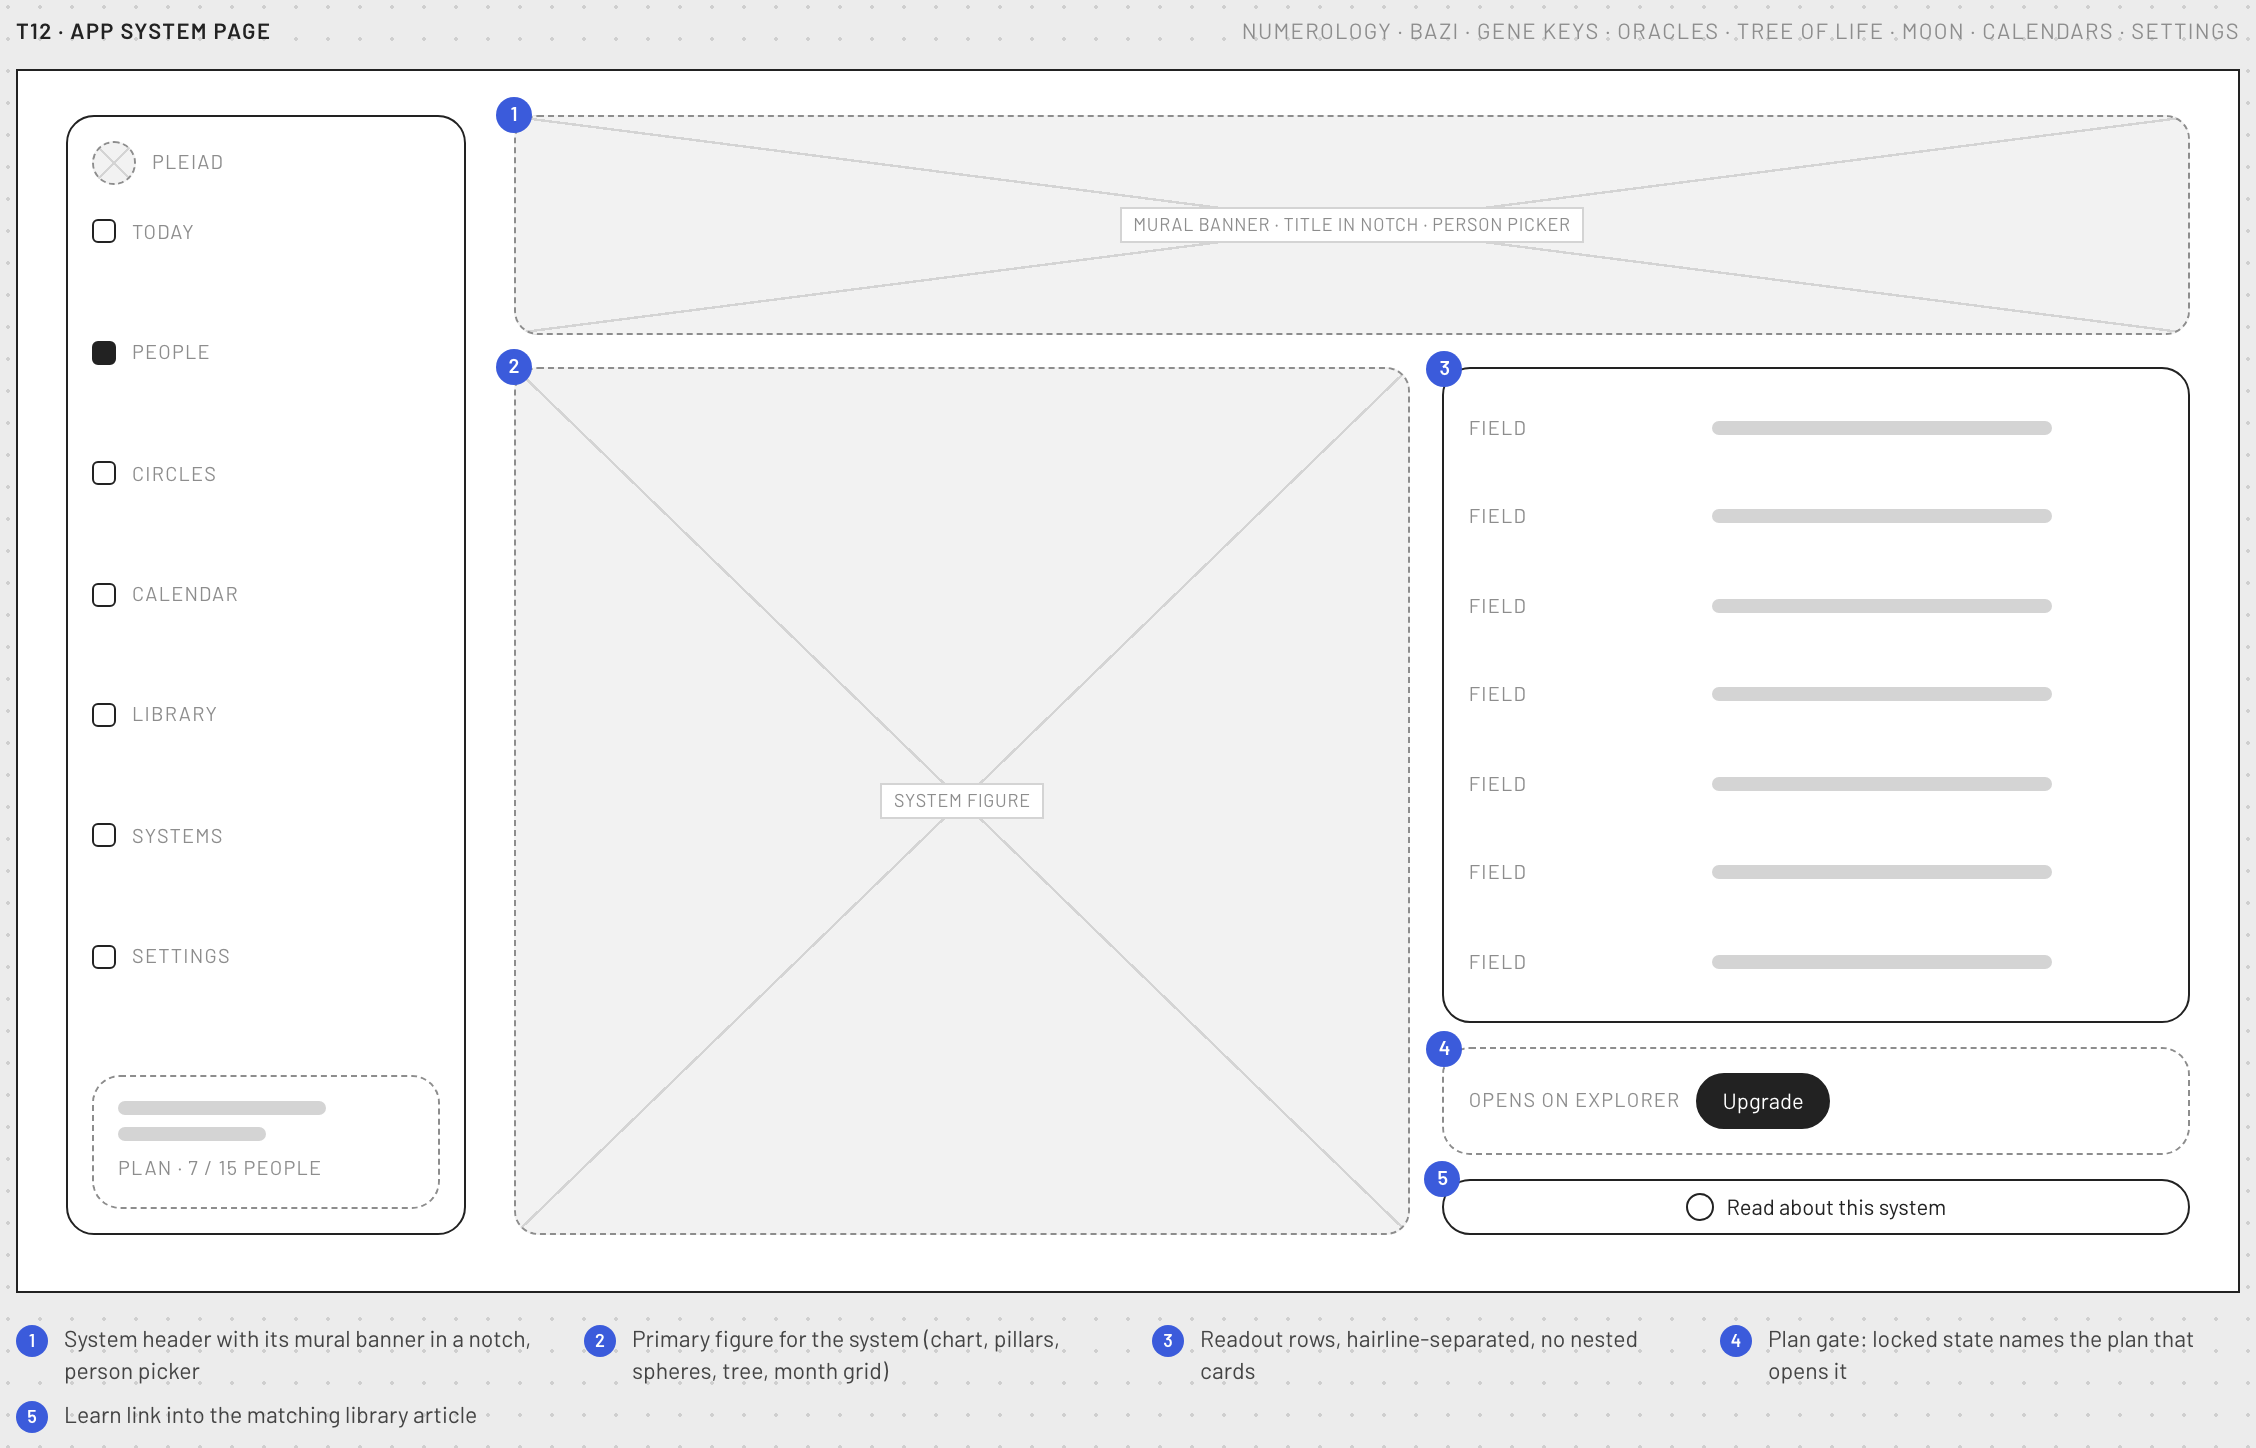 T12 · APP SYSTEM PAGE
NUMEROLOGY · BAZI · GENE KEYS · ORACLES · TREE OF LIFE · MOON · CALENDARS · SETTINGS
PLEIAD
TODAY
PEOPLE
CIRCLES
CALENDAR
LIBRARY
SYSTEMS
SETTINGS
PLAN · 7 / 15 PEOPLE
1
MURAL BANNER · TITLE IN NOTCH · PERSON PICKER
2
SYSTEM FIGURE
3
FIELD
FIELD
FIELD
FIELD
FIELD
FIELD
FIELD
4
OPENS ON EXPLORER Upgrade
5
Read about this system
1 System header with its mural banner in a notch,
person picker
2 Primary figure for the system (chart, pillars,
spheres, tree, month grid)
3 Readout rows, hairline-separated, no nested
cards
4 Plan gate: locked state names the plan that
opens it
5 Learn link into the matching library article